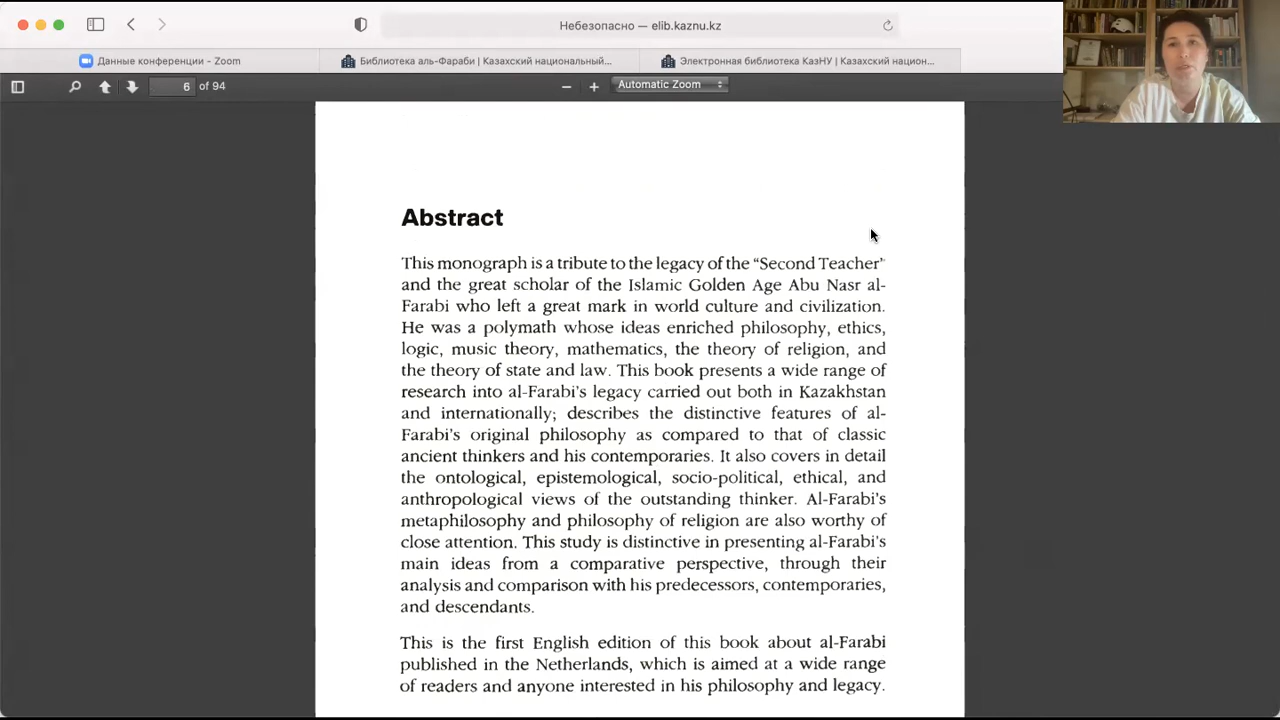 Небезопасно — elib.kaznu.kz
Данные конференции - Zoom
Библиотека аль-Фараби | Казахский национальный...
Электронная библиотека КазНУ | Казахский национ...
6 of 94
Automatic Zoom
Abstract
This monograph is a tribute to the legacy of the “Second Teacher”
and the great scholar of the Islamic Golden Age Abu Nasr al-
Farabi who left a great mark in world culture and civilization.
He was a polymath whose ideas enriched philosophy, ethics,
logic, music theory, mathematics, the theory of religion, and
the theory of state and law. This book presents a wide range of
research into al-Farabi’s legacy carried out both in Kazakhstan
and internationally; describes the distinctive features of al-
Farabi’s original philosophy as compared to that of classic
ancient thinkers and his contemporaries. It also covers in detail
the ontological, epistemological, socio-political, ethical, and
anthropological views of the outstanding thinker. Al-Farabi’s
metaphilosophy and philosophy of religion are also worthy of
close attention. This study is distinctive in presenting al-Farabi’s
main ideas from a comparative perspective, through their
analysis and comparison with his predecessors, contemporaries,
and descendants.
This is the first English edition of this book about al-Farabi
published in the Netherlands, which is aimed at a wide range
of readers and anyone interested in his philosophy and legacy.